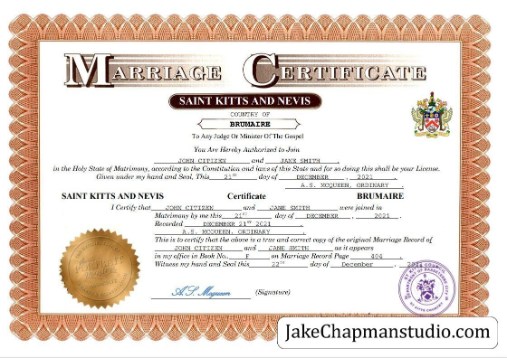 MARRIAGE CERTIFICATE
SAINT KITTS AND NEVIS
COUNTRY OF
BRUMAIRE
To Any Judge Or Minister Of The Gospel
You Are Hereby Authorized to Join
JOHN CITIZEN and JANE SMITH
in the Holy State of Matrimony, according to the Constitution and laws of this State and for so doing this shall be your License.
Given under my hand and Seal, This 21st day of DECEMBER, 2021
A.S. MCQUEEN, ORDINARY
SAINT KITTS AND NEVIS Certificate BRUMAIRE
I Certify that JOHN CITIZEN and JANE SMITH were joined in
Matrimony by me this 21st day of DECEMBER, 2021.
Recorded DECEMBER 21st 2021,
A.S. MCQUEEN, ORDINARY
This is to certify that the above is a true and correct copy of the original Marriage Record of
JOHN CITIZEN and JANE SMITH as it appears
in my office in Book No. F on Marriage Record Page 404.
Witness my hand and Seal this 22nd day of December,
A.S. Mcqueen (Signature)
JakeChapmanstudio.com